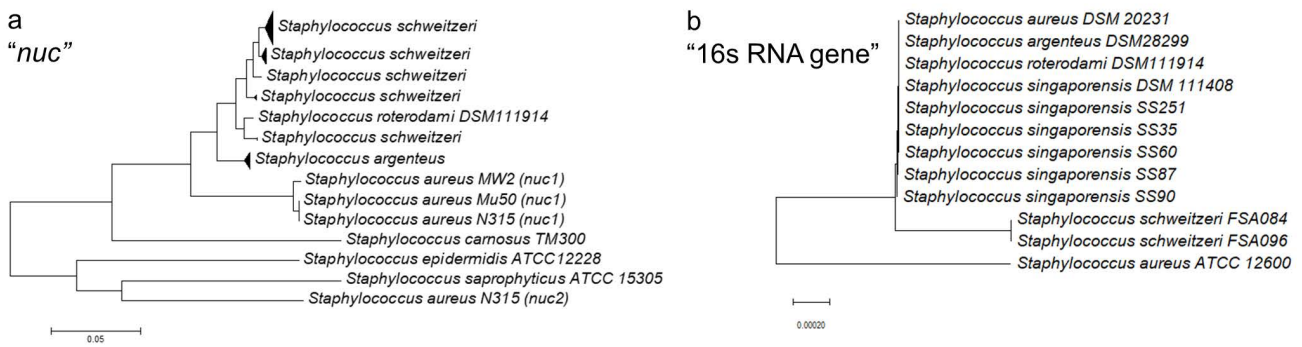 a
“nuc”
Staphylococcus schweitzeri
Staphylococcus schweitzeri
Staphylococcus schweitzeri
Staphylococcus schweitzeri
Staphylococcus roterodami DSM111914
Staphylococcus schweitzeri
Staphylococcus argenteus
Staphylococcus aureus MW2 (nuc1)
Staphylococcus aureus Mu50 (nuc1)
Staphylococcus aureus N315 (nuc1)
Staphylococcus carnosus TM300
Staphylococcus epidermidis ATCC12228
Staphylococcus saprophyticus ATCC 15305
Staphylococcus aureus N315 (nuc2)
0.05
b
“16s RNA gene”
Staphylococcus aureus DSM 20231
Staphylococcus argenteus DSM28299
Staphylococcus roterodami DSM111914
Staphylococcus singaporensis DSM 111408
Staphylococcus singaporensis SS251
Staphylococcus singaporensis SS35
Staphylococcus singaporensis SS60
Staphylococcus singaporensis SS87
Staphylococcus singaporensis SS90
Staphylococcus schweitzeri FSA084
Staphylococcus schweitzeri FSA096
Staphylococcus aureus ATCC 12600
0.00020